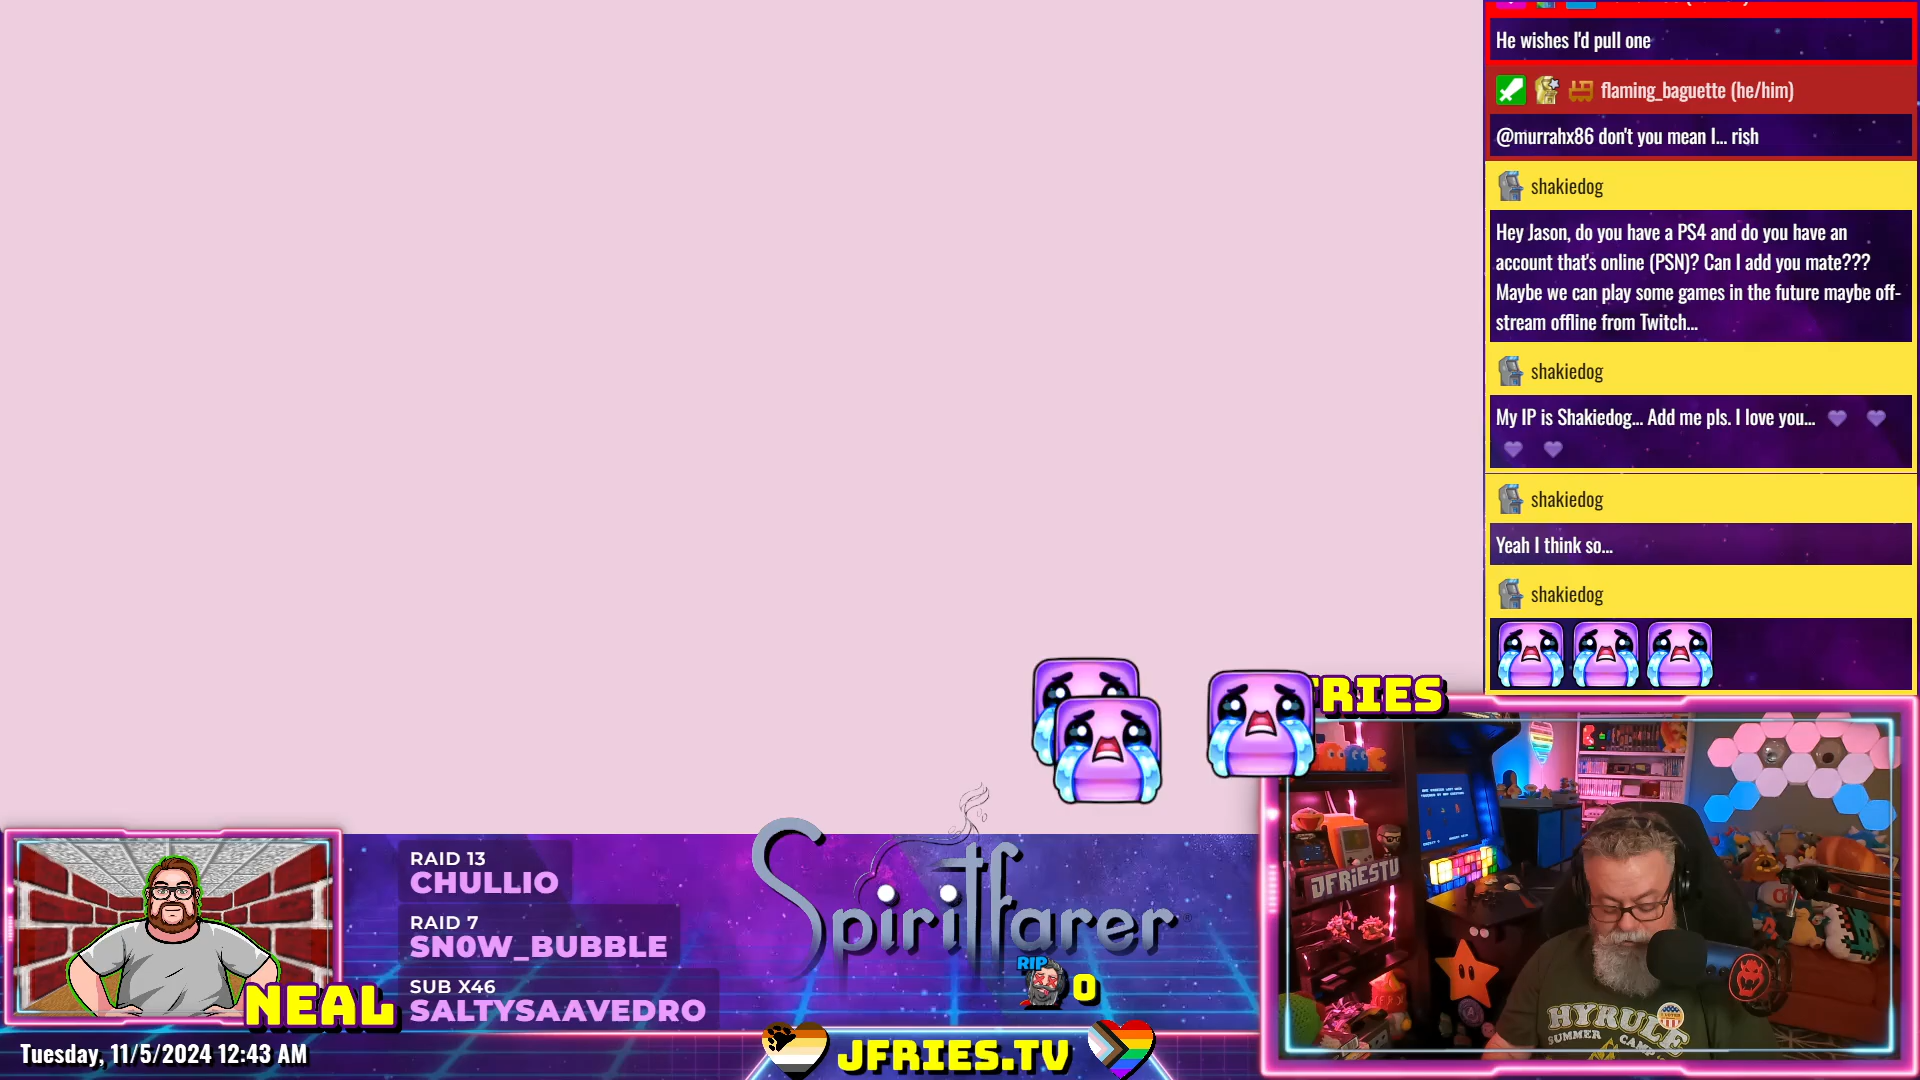 He wishes I'd pull one
flaming_baguette (he/him)
@murrahx86 don't you mean I... rish
shakiedog
Hey Jason, do you have a PS4 and do you have an
account that's online (PSN)? Can I add you mate???
Maybe we can play some games in the future maybe off-
stream offline from Twitch...
shakiedog
My IP is Shakiedog... Add me pls. I love you...
shakiedog
Yeah I think so...
shakiedog
FRIES
JFRIESTV
HYRULE
SUMMER CAMP
Spiritfarer
RIP
0
RAID 13
CHULLIO
RAID 7
SN0W_BUBBLE
SUB X46
SALTYSAAVEDRO
NEAL
Tuesday, 11/5/2024 12:43 AM
JFRIES.TV